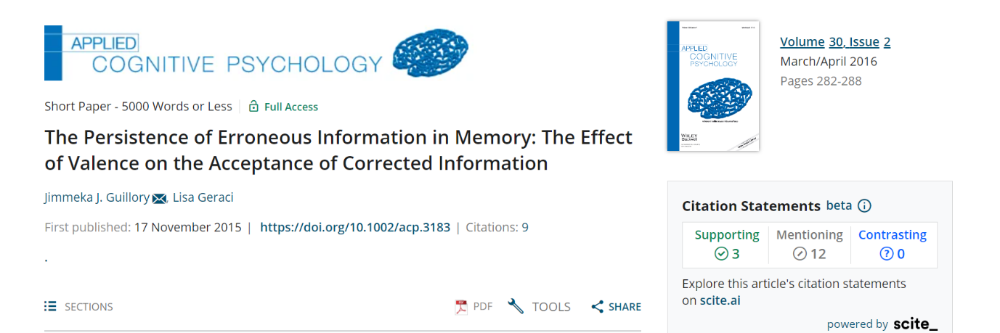 APPLIED
COGNITIVE PSYCHOLOGY
Short Paper - 5000 Words or Less
Full Access
The Persistence of Erroneous Information in Memory: The Effect
of Valence on the Acceptance of Corrected Information
Jimmeka J. Guillory, Lisa Geraci
First published: 17 November 2015 | https://doi.org/10.1002/acp.3183 | Citations: 9
.
SECTIONS
PDF
TOOLS
SHARE
APPLIED
COGNITIVE
PSYCHOLOGY
WILEY
Blackwell
Volume 30, Issue 2
March/April 2016
Pages 282-288
Citation Statements beta
Supporting
3
Mentioning
12
Contrasting
0
Explore this article's citation statements
on scite.ai
powered by scite_